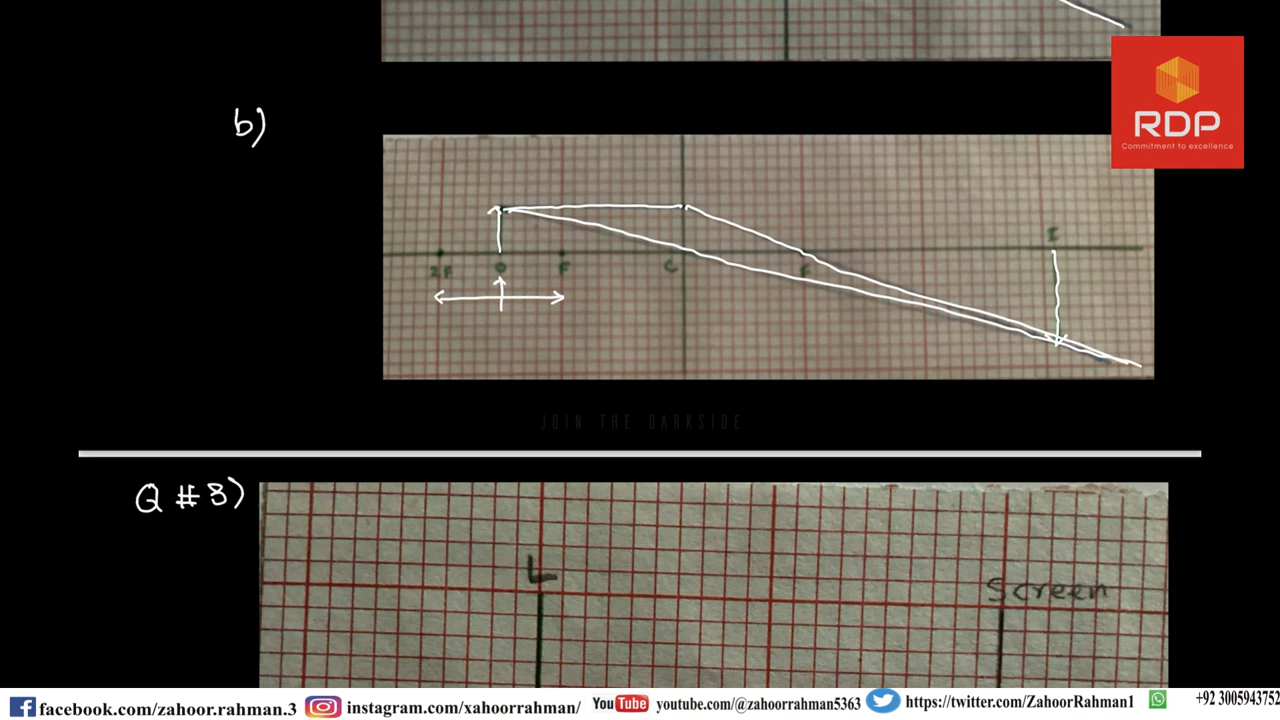 RDP
Commitment to excellence
b)
I
2F O F C F
JOIN THE DARKSIDE
Q # 3)
L
Screen
facebook.com/zahoor.rahman.3 instagram.com/xahoorrahman/ YouTube youtube.com/@zahoorrahman5363 https://twitter.com/ZahoorRahman1 +92 3005943752